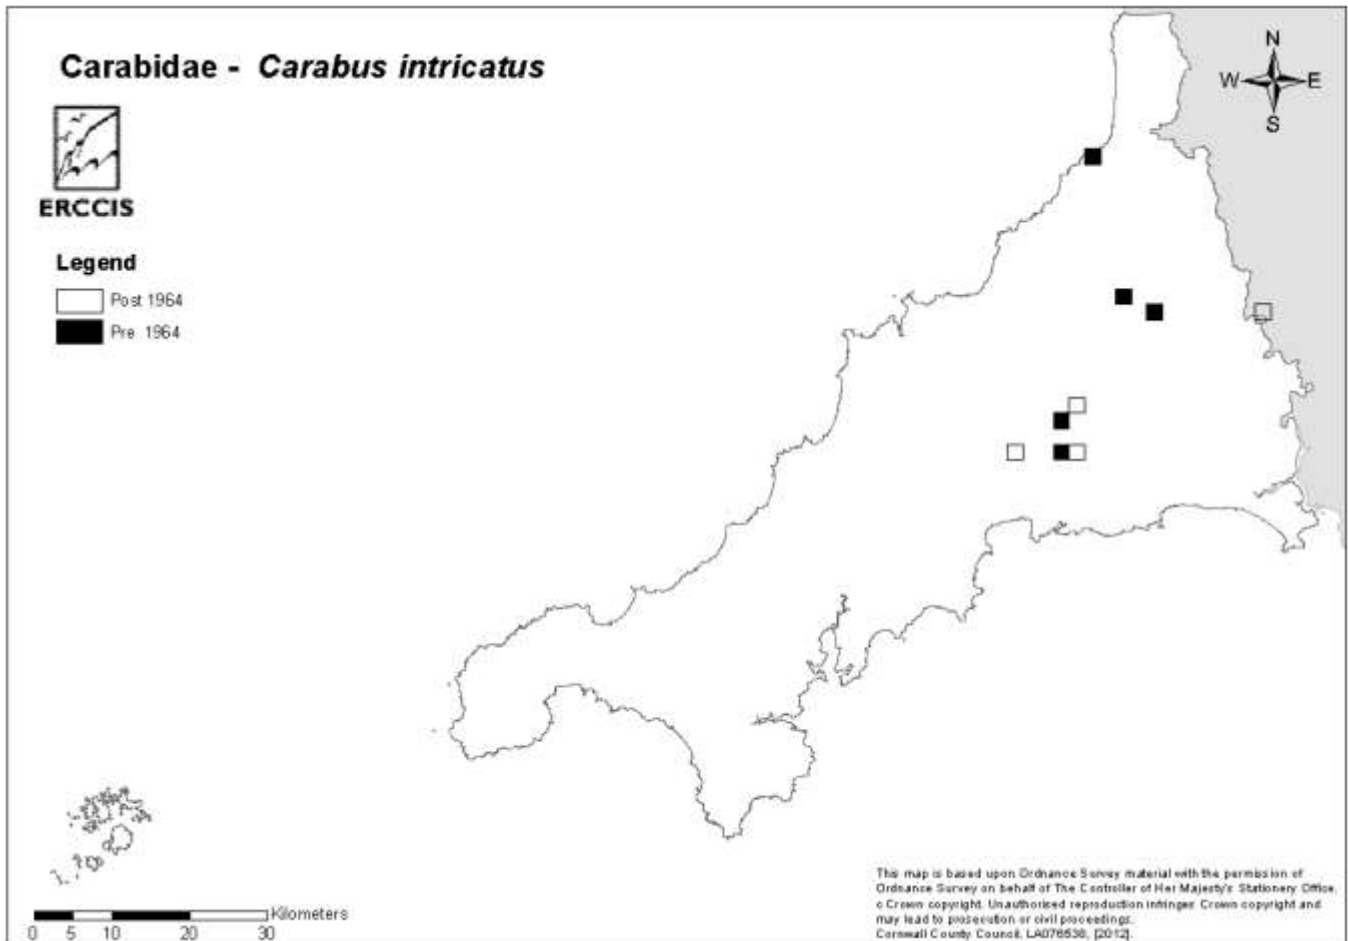 Carabidae - Carabus intricatus
N
W E
S
ERCCIS
Legend
Post 1964
Pre 1964
Kilometers
0 5 10 20 30
This map is based upon Ordnance Survey material with the permission of
Ordnance Survey on behalf of The Controller of Her Majesty's Stationery Office,
c Crown copyright. Unauthorised reproduction infringes Crown copyright and
may lead to prosecution or civil proceedings.
Cornwall County Council, LA076538, [2012].